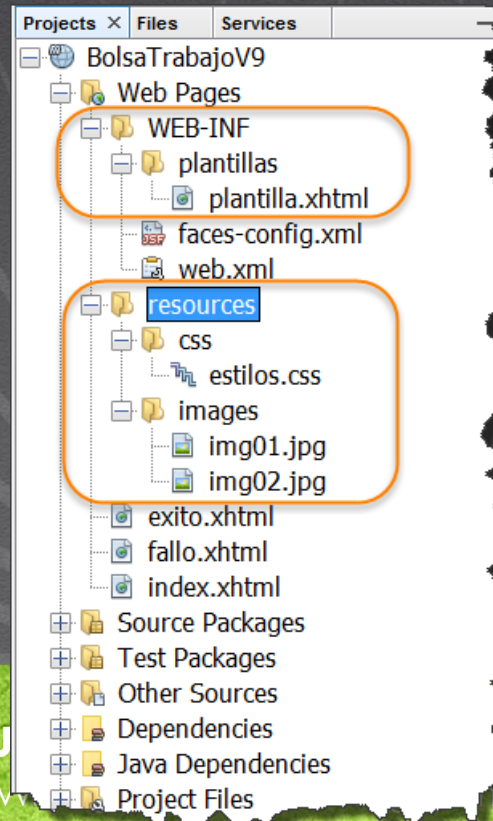 Projects × Files Services
BolsaTrabajoV9
Web Pages
WEB-INF
plantillas
plantilla.xhtml
faces-config.xml
web.xml
resources
css
estilos.css
images
img01.jpg
img02.jpg
exito.xhtml
fallo.xhtml
index.xhtml
Source Packages
Test Packages
Other Sources
Dependencies
Java Dependencies
Project Files